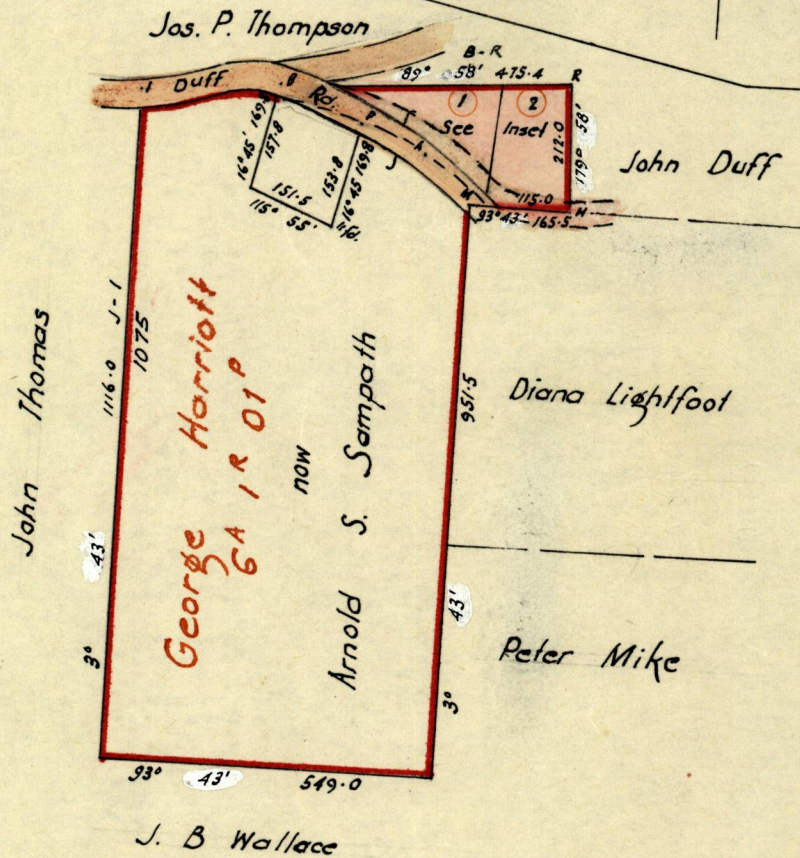 Jos. P. Thompson
B-R
89° 58' 475.4 R
Duff Rd.
1 2
See Inset
212.0
179° 58'
John Duff
16° 45' 169.8
157.8
153.8
16° 45 169.8
151.5
115° 55'
115.0
93° 43' 165.5
M
J-1
1116.0
1075
John Thomas
George Harriott
6A 1R 01P
now
Arnold S. Sampath
951.5
Diana Lightfoot
43'
3°
43'
3°
Peter Mike
93° 43' 549.0
J. B Wallace